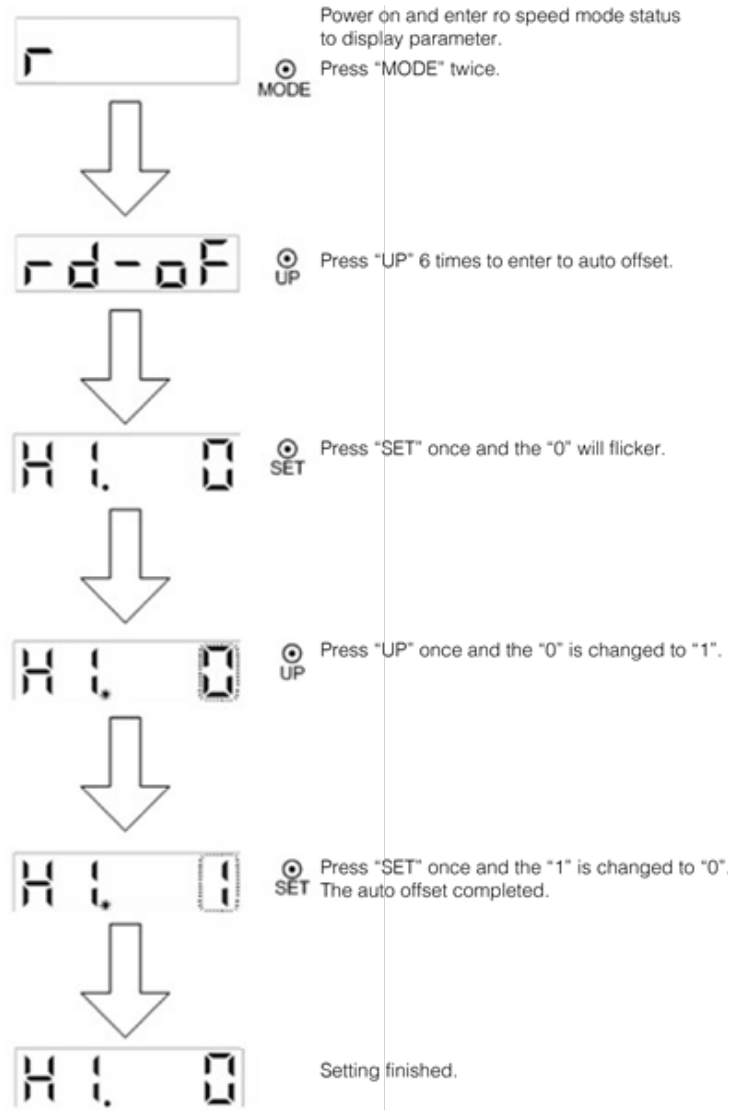 Power on and enter ro speed mode status
to display parameter.
r
MODE
Press “MODE” twice.
rd-oF
UP
Press “UP” 6 times to enter to auto offset.
H1. 0
SET
Press “SET” once and the “0” will flicker.
H1. 0
UP
Press “UP” once and the “0” is changed to “1”.
H1. 1
SET
Press “SET” once and the “1” is changed to “0”.
The auto offset completed.
H1. 0
Setting finished.